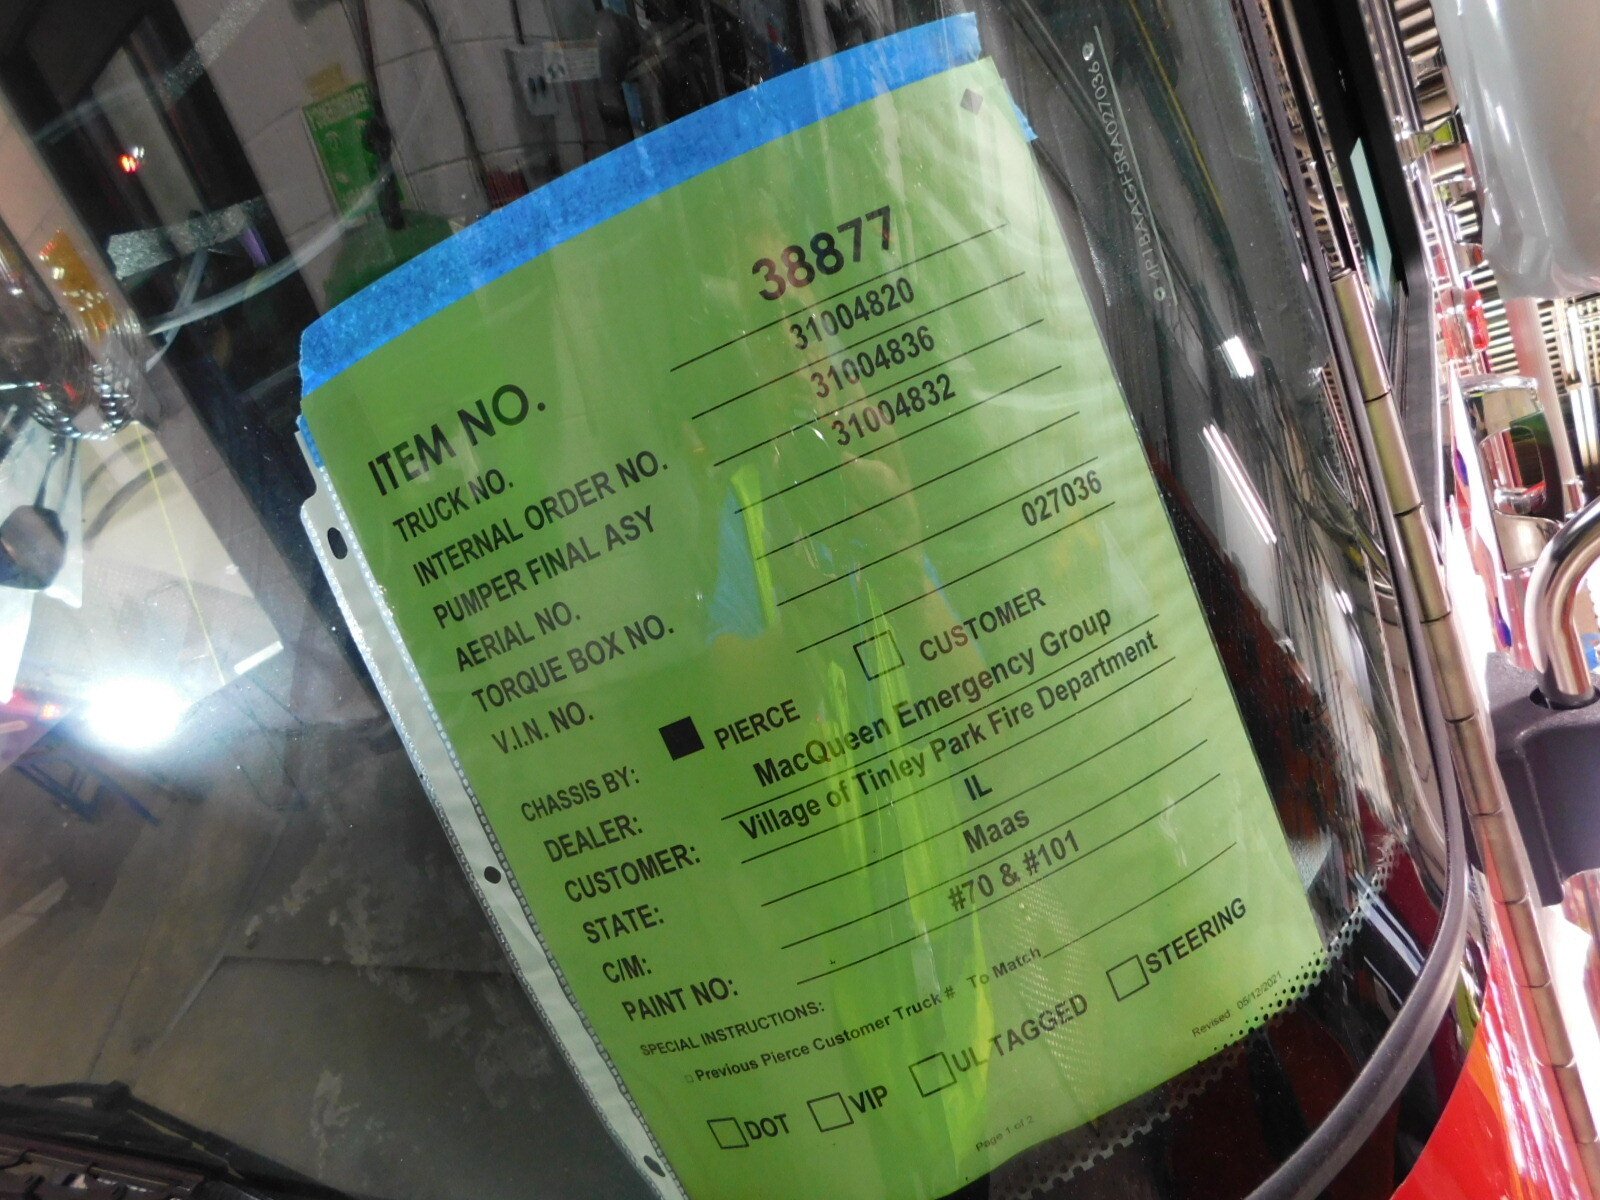 4P1BAAGF5RA027036
ITEM NO. 38877
TRUCK NO. 31004820
INTERNAL ORDER NO. 31004836
PUMPER FINAL ASY 31004832
AERIAL NO.
TORQUE BOX NO.
V.I.N. NO. 027036
CHASSIS BY: PIERCE CUSTOMER
DEALER: MacQueen Emergency Group
CUSTOMER: Village of Tinley Park Fire Department
STATE: IL
C/M: Maas
PAINT NO: #70 & #101
SPECIAL INSTRUCTIONS:
Previous Pierce Customer Truck # To Match
DOT VIP UL TAGGED STEERING
Page 1 of 2 Revised 05/12/2021